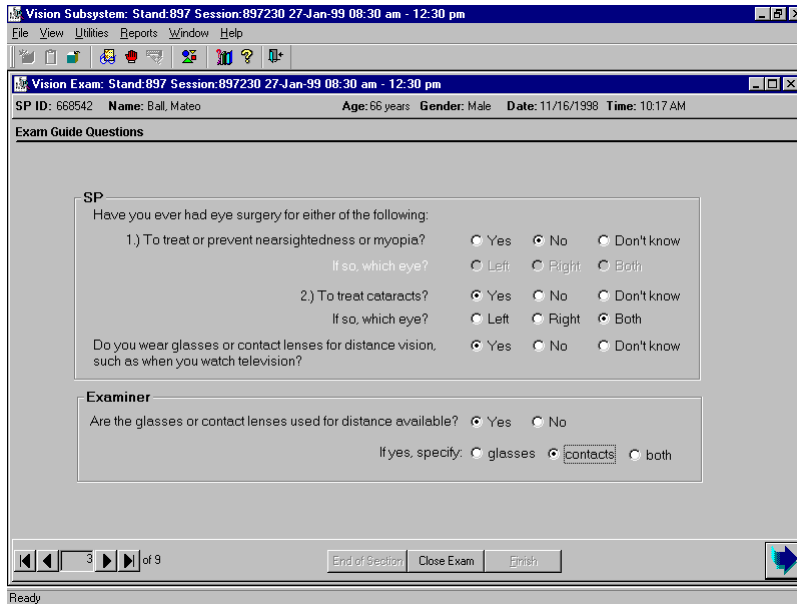 Vision Subsystem: Stand:897 Session:897230 27-Jan-99 08:30 am - 12:30 pm
File View Utilities Reports Window Help
Vision Exam: Stand:897 Session:897230 27-Jan-99 08:30 am - 12:30 pm
SP ID: 668542 Name: Ball, Mateo Age: 66 years Gender: Male Date: 11/16/1998 Time: 10:17 AM
Exam Guide Questions
SP
Have you ever had eye surgery for either of the following:
1.) To treat or prevent nearsightedness or myopia? Yes No Don't know
If so, which eye? Left Right Both
2.) To treat cataracts? Yes No Don't know
If so, which eye? Left Right Both
Do you wear glasses or contact lenses for distance vision, Yes No Don't know
such as when you watch television?
Examiner
Are the glasses or contact lenses used for distance available? Yes No
If yes, specify: glasses contacts both
3 of 9 End of Section Close Exam Finish
Ready